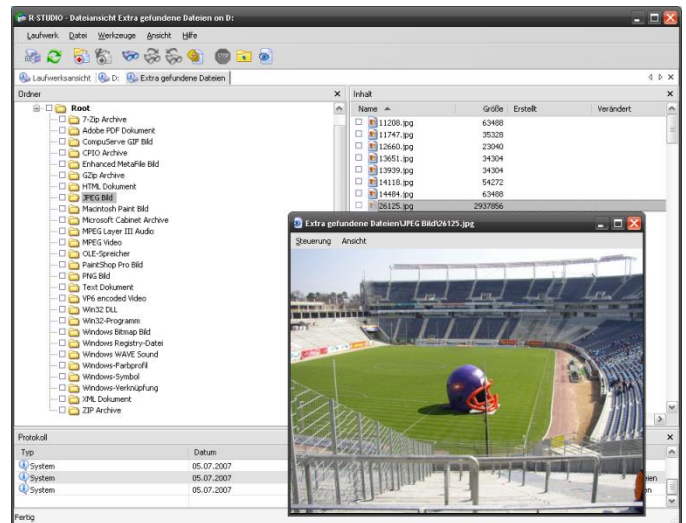 R-STUDIO - Dateiansicht Extra gefundene Dateien on D:
Laufwerk Datei Werkzeuge Ansicht Hilfe
STOP
Laufwerksansicht D: Extra gefundene Dateien
Ordner
Root
7-Zip Archive
Adobe PDF Dokument
CompuServe GIF Bild
CPIO Archive
Enhanced MetaFile Bild
GZip Archive
HTML Dokument
JPEG Bild
Macintosh Paint Bild
Microsoft Cabinet Archive
MPEG Layer III Audio
MPEG Video
OLE-Spreicher
PaintShop Pro Bild
PNG Bild
Text Dokument
VP6 encoded Video
Win32 DLL
Win32-Programm
Windows Bitmap Bild
Windows Registry-Datei
Windows WAVE Sound
Windows-Farbprofil
Windows-Symbol
Windows-Verknüpfung
XML Dokument
ZIP Archive
Inhalt
Name Größe Erstellt Verändert
11208.jpg 63488
11747.jpg 35328
12660.jpg 23040
13651.jpg 34304
13939.jpg 34304
14118.jpg 54272
14484.jpg 63488
26125.jpg 2937856
Extra gefundene Dateien\JPEG Bild\26125.jpg
Steuerung Ansicht
Protokoll
Typ Datum
System 05.07.2007
System 05.07.2007
System 05.07.2007
Fertig